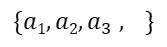 {a₁, a₂, a₃ ,   }